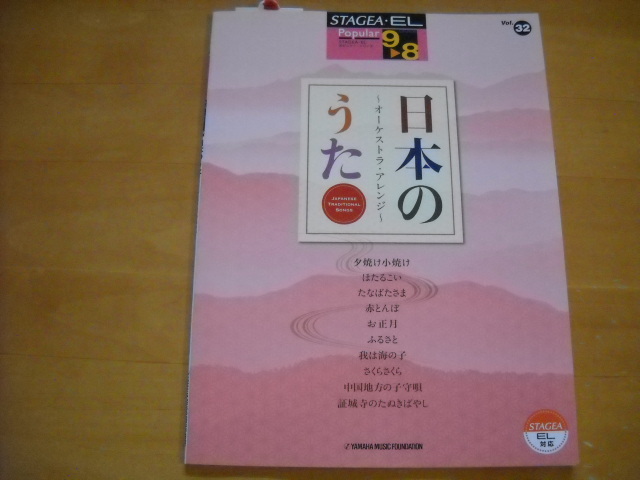 STAGEA・EL
Popular
9▶8
Vol. 32
日本の
うた
～オーケストラ・アレンジ～
JAPANESE
TRADITIONAL
SONGS
夕焼け小焼け
ほたるこい
たなばたさま
赤とんぼ
お正月
ふるさと
我は海の子
さくらさくら
中国地方の子守唄
証城寺のたぬきばやし
YAMAHA MUSIC FOUNDATION
STAGEA
EL
対応